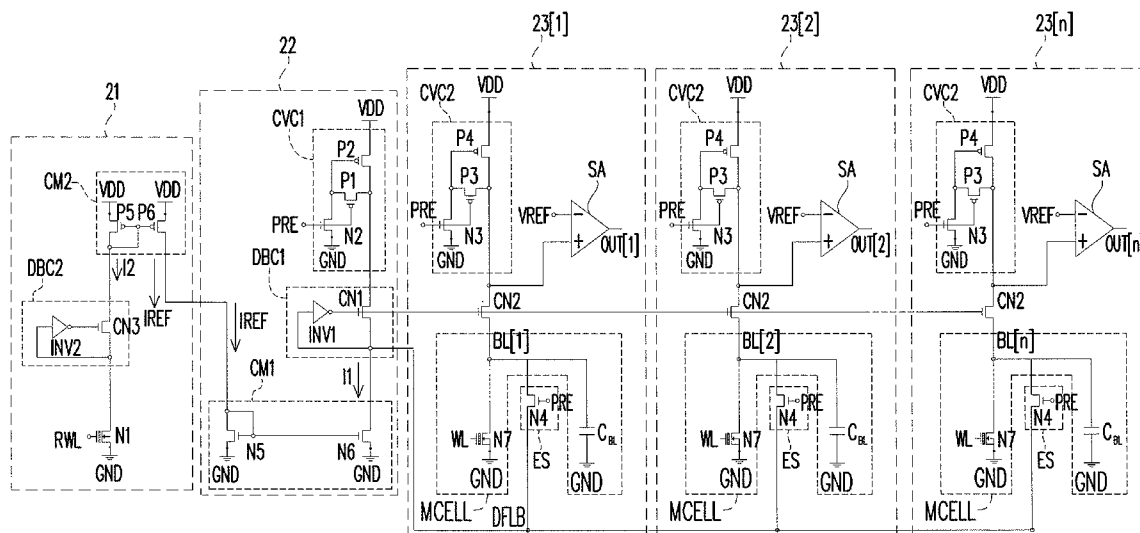 21
CM2
VDD
VDD
P5
P6
I2
DBC2
CN3
INV2
IREF
IREF
RWL
N1
GND
22
VDD
CVC1
P2
P1
PRE
N2
GND
DBC1
CN1
INV1
I1
CM1
N5
N6
GND
GND
23[1]
VDD
CVC2
P4
P3
SA
PRE
VREF
-
+
N3
GND
OUT[1]
CN2
BL[1]
PRE
N4
WL
N7
ES
C_BL
GND
GND
MCELL
DFLB
23[2]
VDD
CVC2
P4
P3
SA
PRE
VREF
-
+
N3
GND
OUT[2]
CN2
BL[2]
PRE
N4
WL
N7
ES
C_BL
GND
GND
MCELL
23[n]
VDD
CVC2
P4
P3
SA
PRE
VREF
-
+
N3
GND
OUT[n]
CN2
BL[n]
PRE
N4
WL
N7
ES
C_BL
GND
GND
MCELL